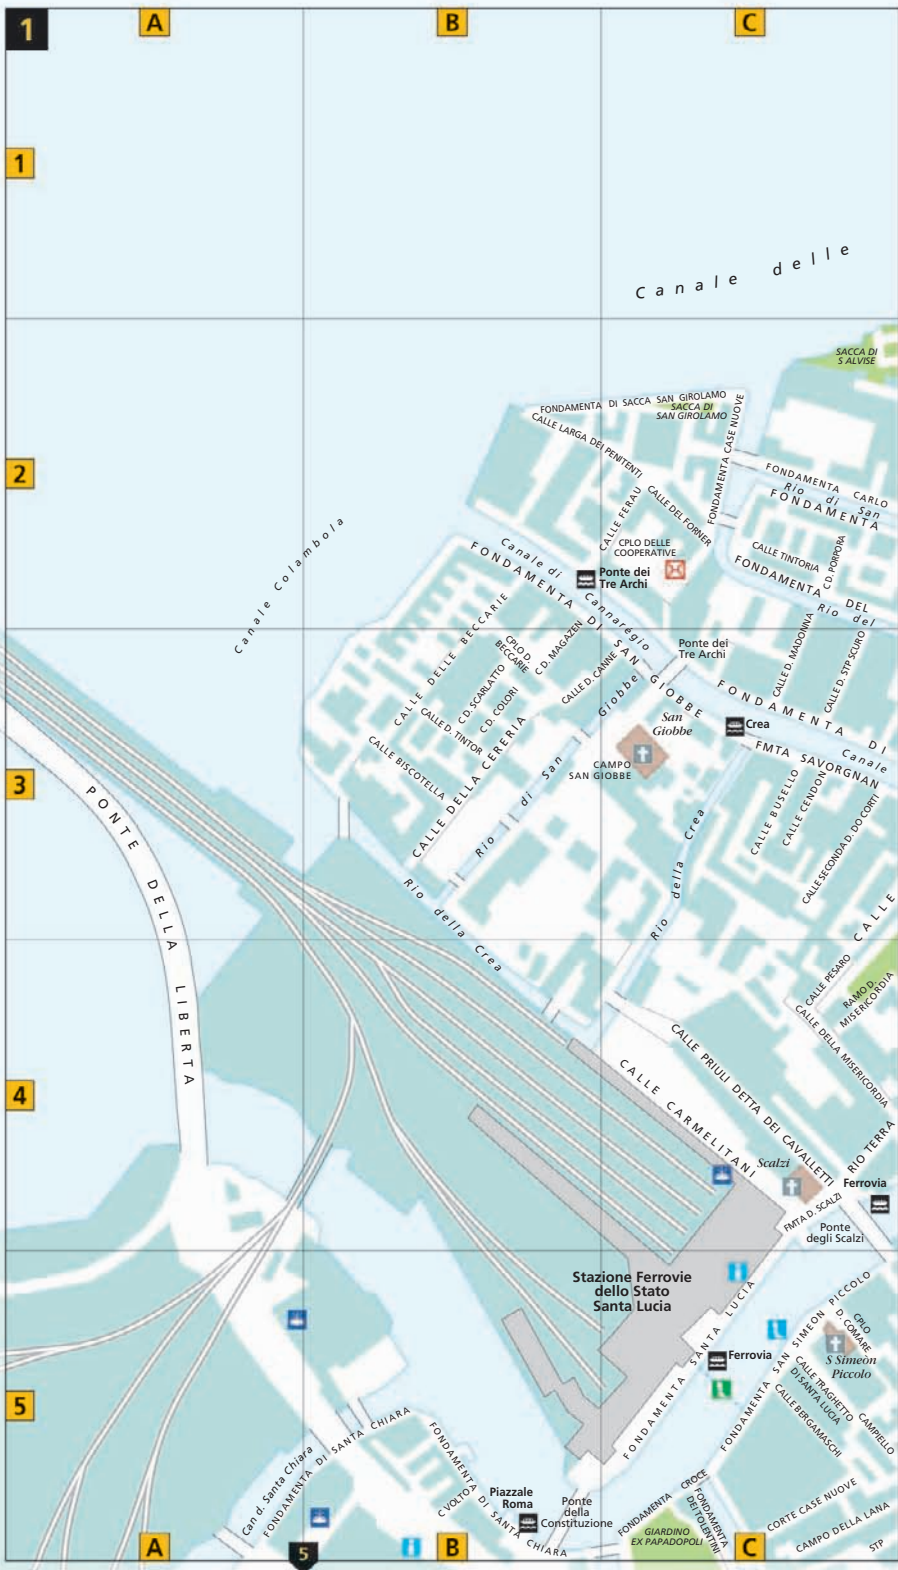 1
A
B
C
1
Canale delle
SACCA DI
S ALVISE
FONDAMENTA DI SACCA SAN GIROLAMO
SACCA DI
SAN GIROLAMO
CALLE LARGA DEI PENITENTI
FONDAMENTA CASE NUOVE
2
FONDAMENTA CARLO
Rio di San
FONDAMENTA
CALLE FERAU
CALLE DEL FORNER
CPLO DELLE
COOPERATIVE
CALLE TINTORIA
C D. PORPORA
Canale Colambola
Canale di Cannarégio
Ponte dei
Tre Archi
FONDAMENTA DEL
Rio del
FONDAMENTA DI SAN GIOBBE
CALLE DELLE BECCARIE
CPLO D.
BECCARIE
C D. MAGAZEN
Ponte dei
Tre Archi
CALLE D. MADONNA
CALLE D. STP SCURO
C D. SCARLATTO
C D. COLORI
CALLE D. CANNE
CALLE D. TINTOR
FONDAMENTA DI
San
Giobbe
Crea
Canale
CALLE BISCOTELLA
CALLE DELLA CERERIA
Rio di San Giobbe
CAMPO
SAN GIOBBE
FMTA SAVORGNAN
3
PONTE DELLA LIBERTA
CALLE BUSELLO
CALLE CENDON
CALLE SECONDA D. DO CORTI
Rio della Crea
Rio della Crea
CALLE
CALLE PESARO
RAMO D.
MISERICORDIA
CALLE DELLA MISERICORDIA
4
CALLE PRIULI DETTA DEI CAVALLETTI
CALLE CARMELITANI
RIO TERRA
Scalzi
Ferrovia
FMTA D. SCALZI
Ponte
degli Scalzi
Stazione Ferrovie
dello Stato
Santa Lucia
FONDAMENTA SANTA LUCIA
FONDAMENTA SAN SIMEON PICCOLO
CPLO
D. COMARE
Ferrovia
S Simeòn
Piccolo
CALLE TRAGHETTO
DI SANTA LUCIA
CALLE BERGAMASCHI
CAMPIELLO
5
Can d. Santa Chiara
FONDAMENTA DI SANTA CHIARA
FONDAMENTA DI SANTA CHIARA
C VOLTO
Piazzale
Roma
Ponte
della
Constituzione
FONDAMENTA CROCE
FONDAMENTA
DEI TOLENTINI
GIARDINO
EX PAPADOPOLI
CORTE CASE NUOVE
CAMPO DELLA LANA
STP
A
5
B
C